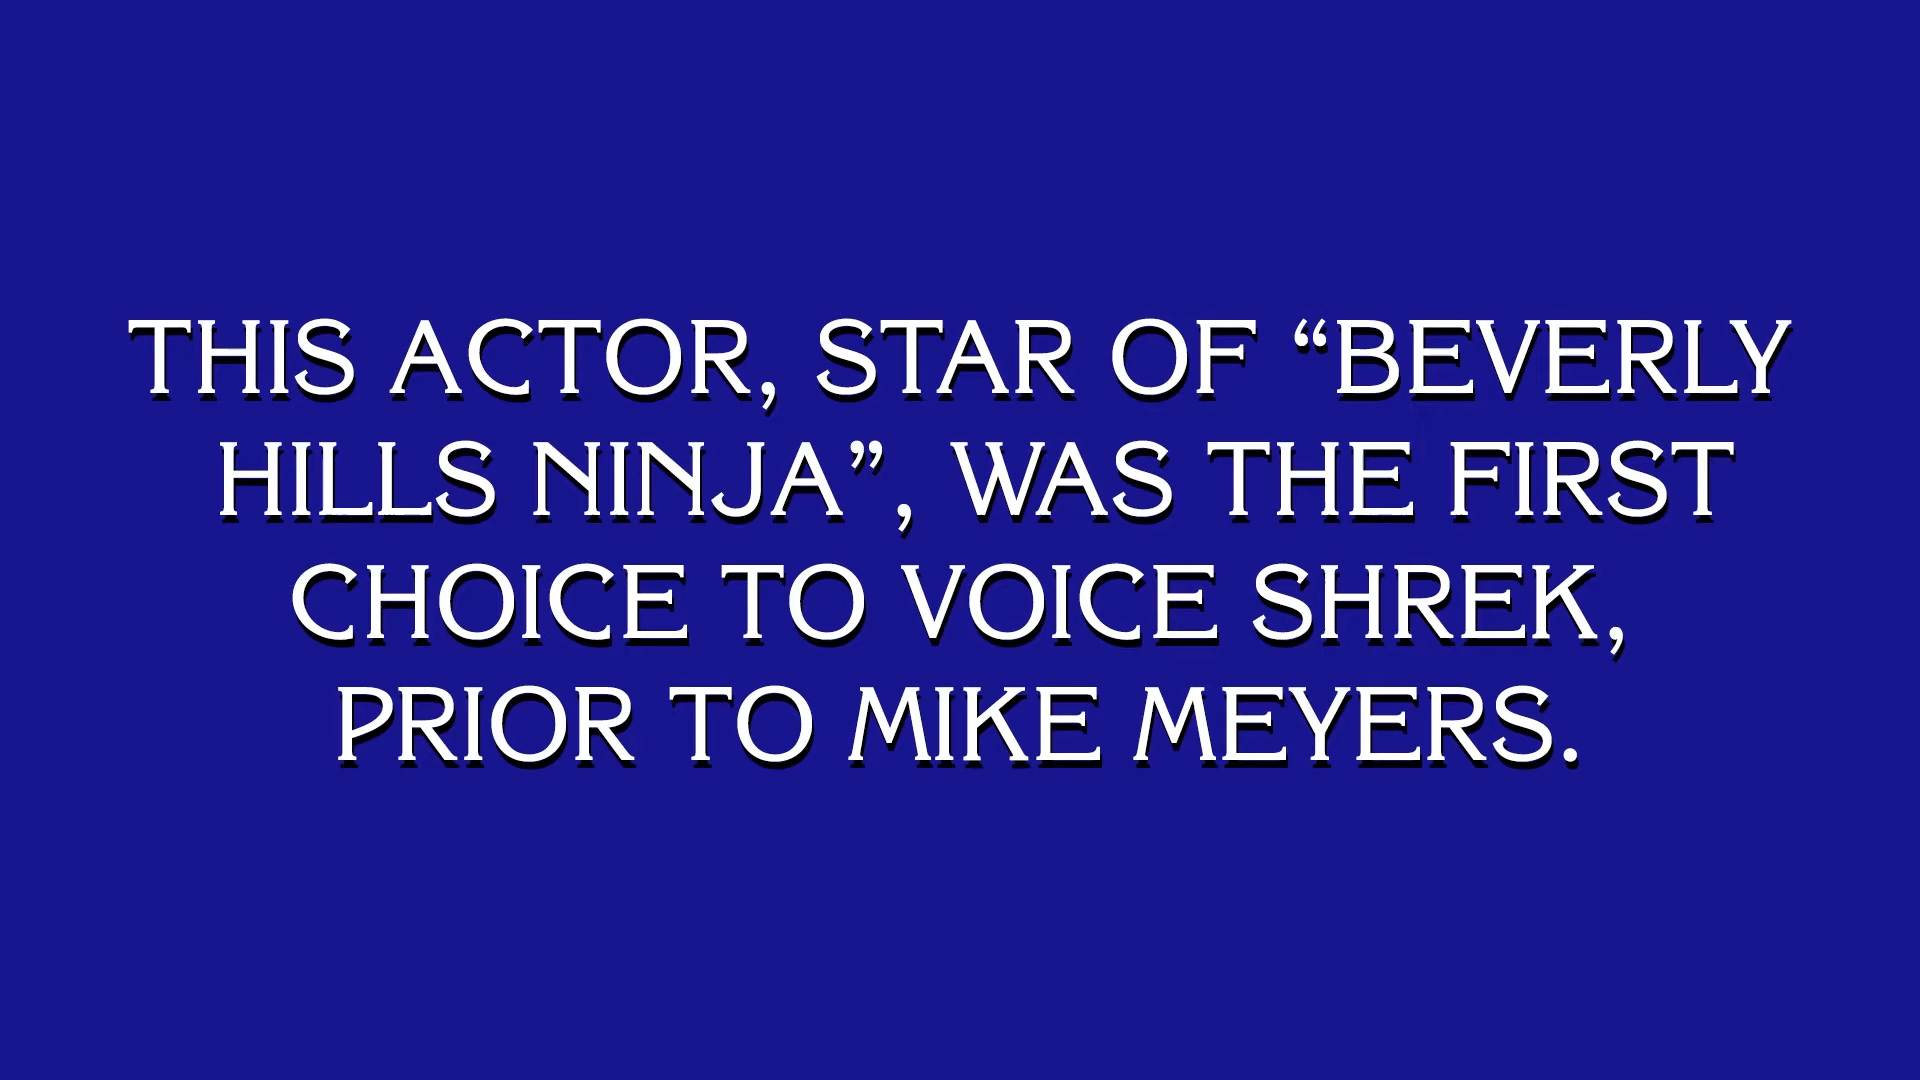 THIS ACTOR, STAR OF “BEVERLY
HILLS NINJA”, WAS THE FIRST
CHOICE TO VOICE SHREK,
PRIOR TO MIKE MEYERS.